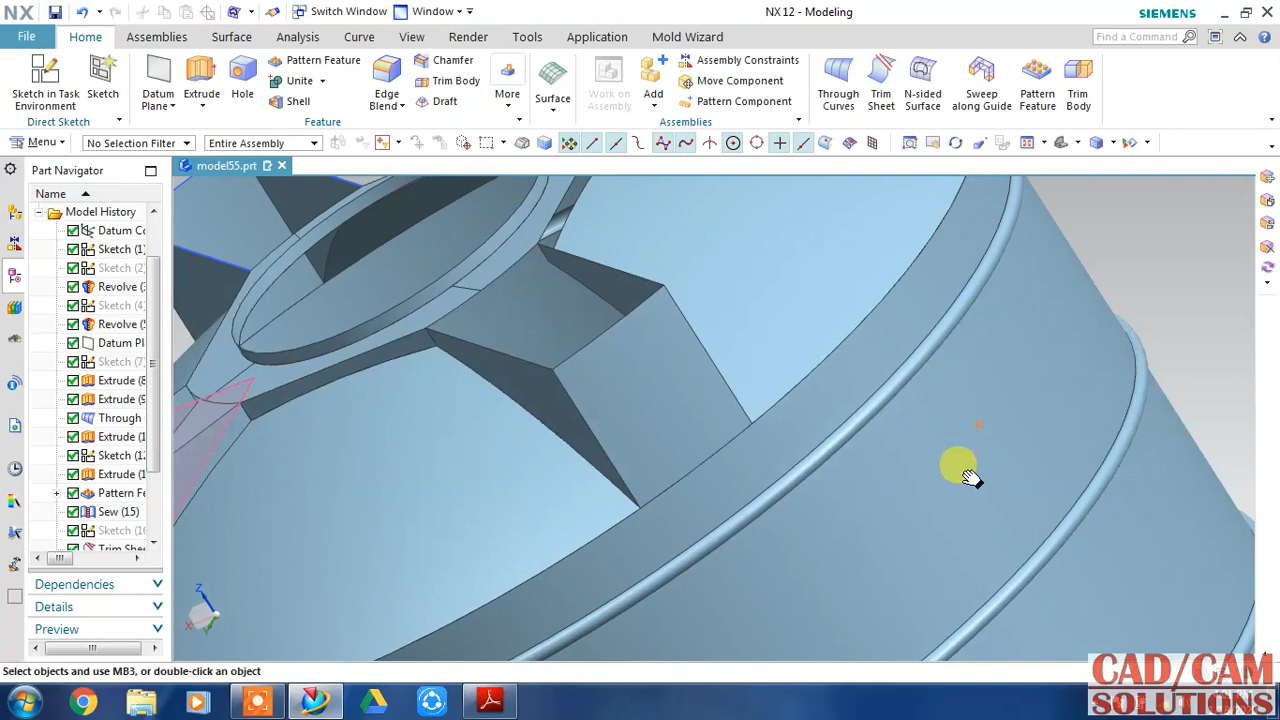 NX
Switch Window
Window
NX 12 - Modeling
SIEMENS
File
Home
Assemblies
Surface
Analysis
Curve
View
Render
Tools
Application
Mold Wizard
Find a Command
Sketch in Task Environment
Sketch
Direct Sketch
Datum Plane
Extrude
Hole
Pattern Feature
Unite
Shell
Edge Blend
Chamfer
Trim Body
Draft
More
Feature
Surface
Work on Assembly
Add
Assembly Constraints
Move Component
Pattern Component
Assemblies
Through Curves
Trim Sheet
N-sided Surface
Sweep along Guide
Pattern Feature
Trim Body
Menu
No Selection Filter
Entire Assembly
Part Navigator
model55.prt
Name
Model History
Datum Co
Sketch (1)
Sketch (2)
Revolve (
Sketch (4)
Revolve (
Datum Pl
Sketch (7)
Extrude (8
Extrude (9
Through
Extrude (1
Sketch (12
Extrude (1
Pattern Fe
Sew (15)
Sketch (16
Trim Shee
Dependencies
Details
Preview
Z
X
Y
Select objects and use MB3, or double-click an object
CAD/CAM
SOLUTIONS